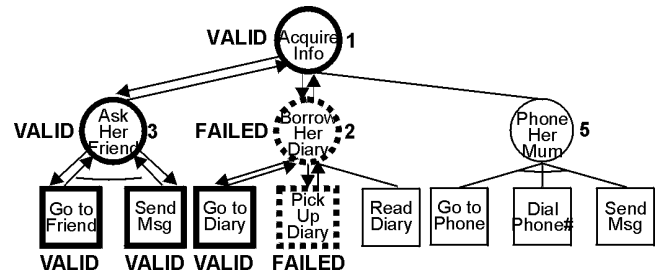 VALID
Acquire
Info
1
VALID
Ask
Her
Friend
3
FAILED
Borrow
Her
Diary
2
Phone
Her
Mum
5
Go to
Friend
Send
Msg
Go to
Diary
Pick
Up
Diary
Read
Diary
Go to
Phone
Dial
Phone#
Send
Msg
VALID
VALID
VALID
FAILED